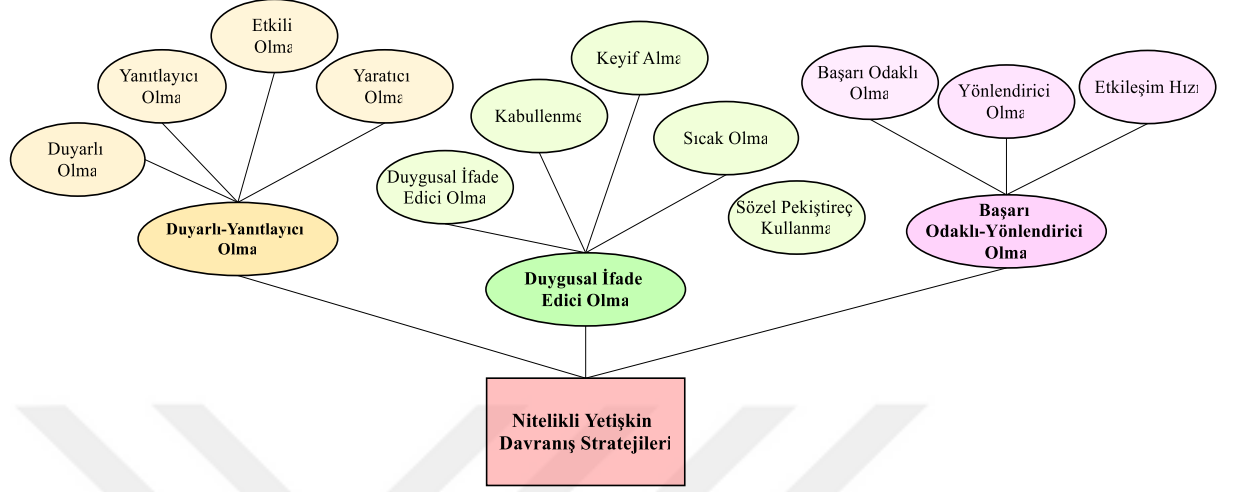 Etkili
Olma
Yanıtlayıcı
Olma
Yaratıcı
Olma
Duyarlı
Olma
Duyarlı-Yanıtlayıcı
Olma
Keyif Alma
Kabullenme
Sıcak Olma
Duygusal İfade
Edici Olma
Sözel Pekiştireç
Kullanma
Duygusal İfade
Edici Olma
Başarı Odaklı
Olma
Yönlendirici
Olma
Etkileşim Hızı
Başarı
Odaklı-Yönlendirici
Olma
Nitelikli Yetişkin
Davranış Stratejileri